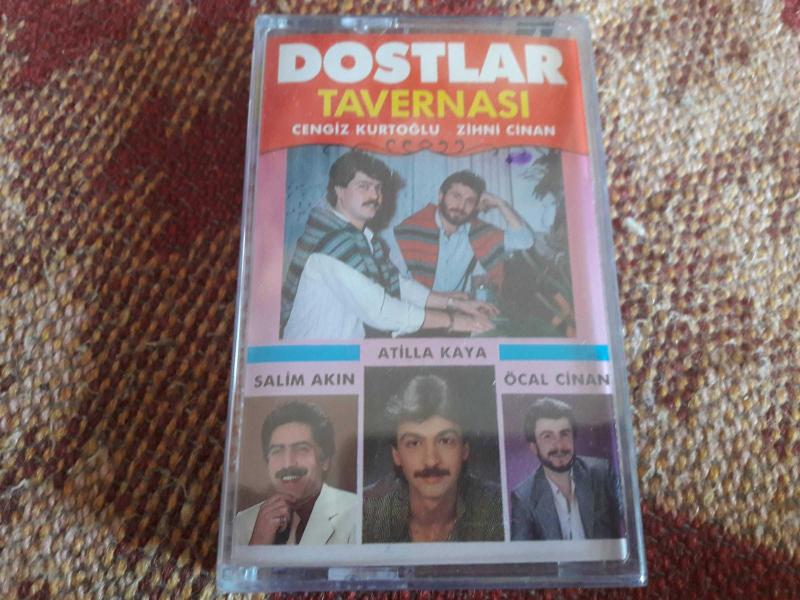 DOSTLAR
TAVERNASI
CENGİZ KURTOĞLU ZİHNİ CİNAN
ATİLLA KAYA
SALİM AKIN
ÖCAL CİNAN